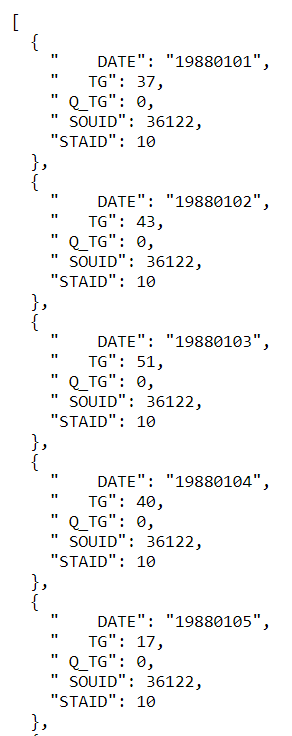 [
  {
    "    DATE": "19880101",
    "   TG": 37,
    " Q_TG": 0,
    " SOUID": 36122,
    "STAID": 10
  },
  {
    "    DATE": "19880102",
    "   TG": 43,
    " Q_TG": 0,
    " SOUID": 36122,
    "STAID": 10
  },
  {
    "    DATE": "19880103",
    "   TG": 51,
    " Q_TG": 0,
    " SOUID": 36122,
    "STAID": 10
  },
  {
    "    DATE": "19880104",
    "   TG": 40,
    " Q_TG": 0,
    " SOUID": 36122,
    "STAID": 10
  },
  {
    "    DATE": "19880105",
    "   TG": 17,
    " Q_TG": 0,
    " SOUID": 36122,
    "STAID": 10
  },